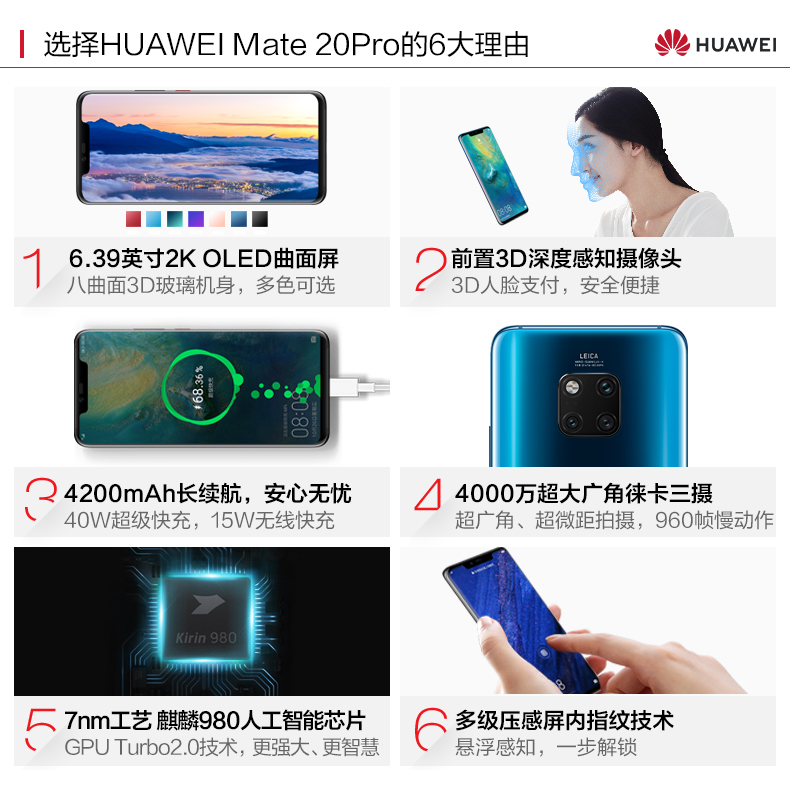 选择HUAWEI Mate 20Pro的6大理由
HUAWEI
1 6.39英寸2K OLED曲面屏
八曲面3D玻璃机身，多色可选
2 前置3D深度感知摄像头
3D人脸支付，安全便捷
68.36%
08:08
3 4200mAh长续航，安心无忧
40W超级快充，15W无线快充
LEICA
4 4000万超大广角徕卡三摄
超广角、超微距拍摄，960帧慢动作
Kirin 980
5 7nm工艺 麒麟980人工智能芯片
GPU Turbo2.0技术，更强大、更智慧
6 多级压感屏内指纹技术
悬浮感知，一步解锁